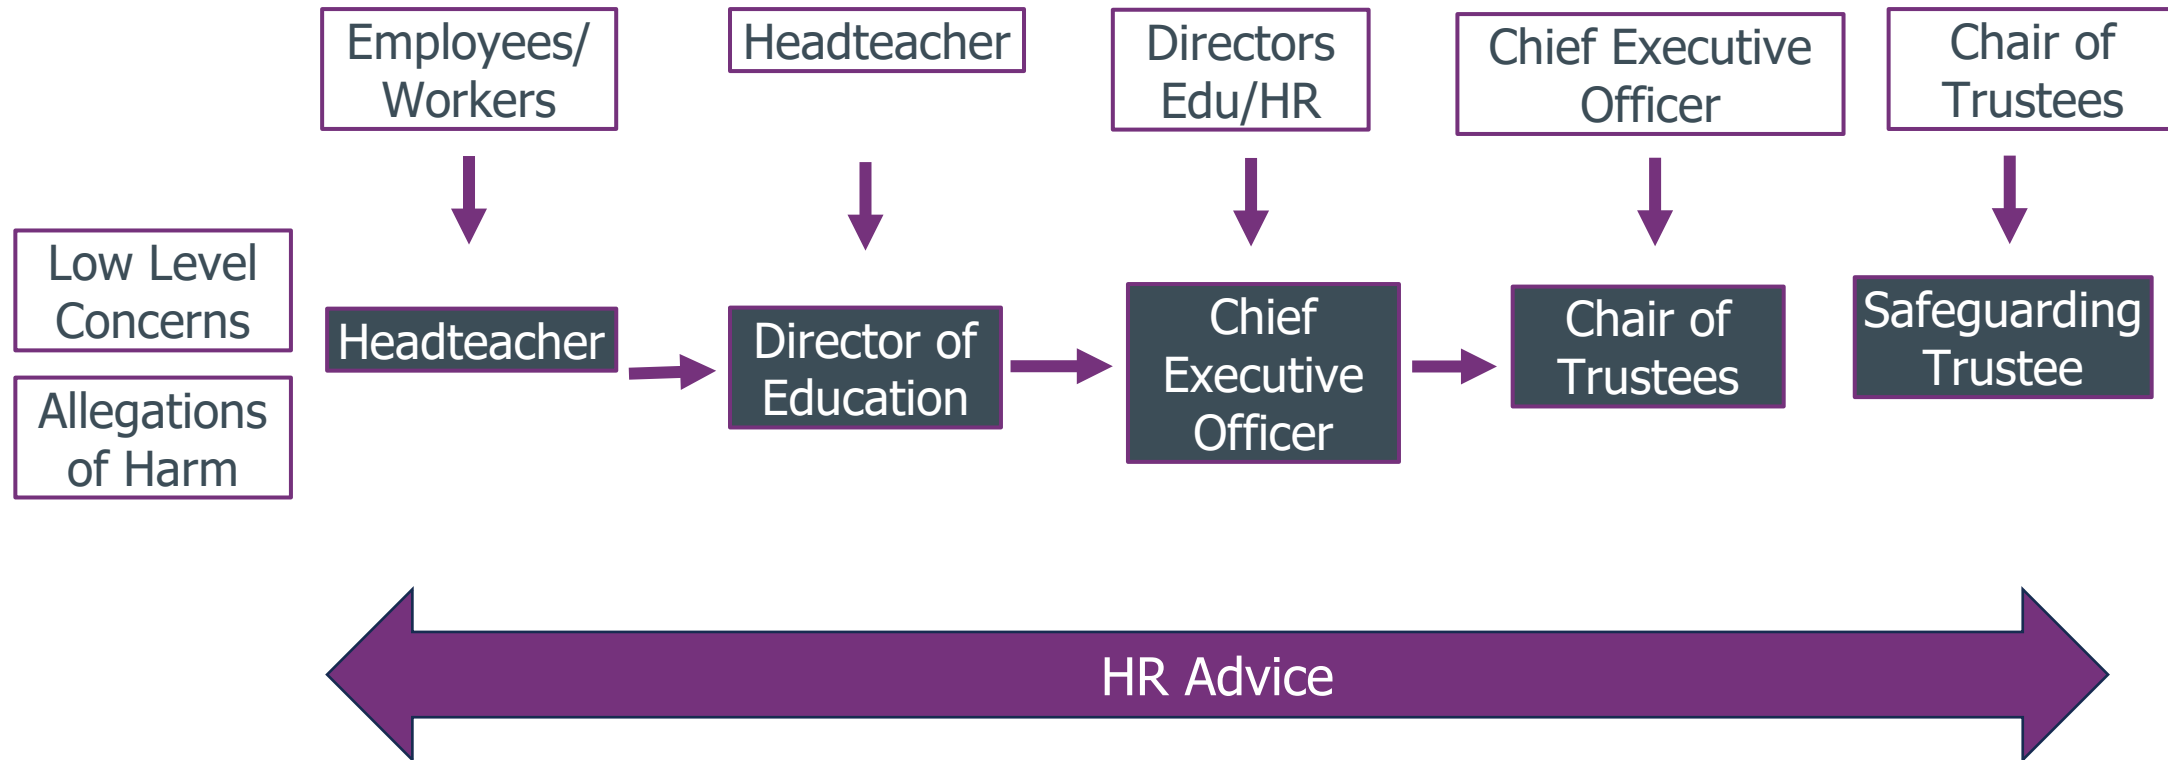 Employees/
Workers
Headteacher
Directors
Edu/HR
Chief Executive
Officer
Chair of
Trustees
Low Level
Concerns
Allegations
of Harm
Headteacher
Director of
Education
Chief
Executive
Officer
Chair of
Trustees
Safeguarding
Trustee
HR Advice